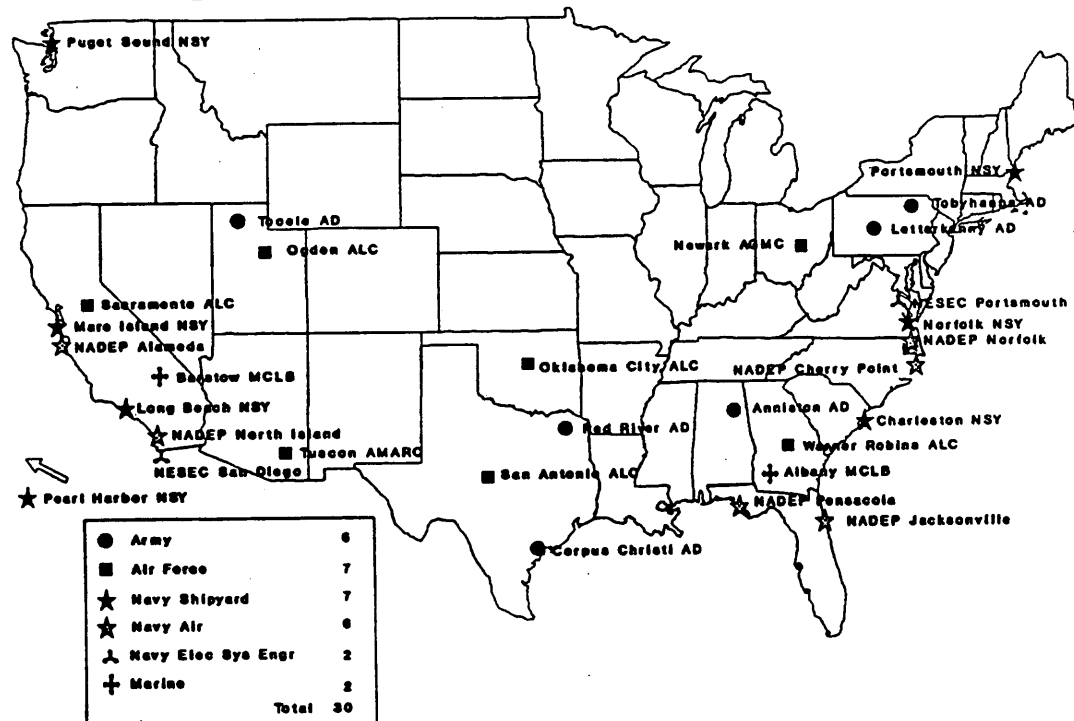 Puget Sound NSY
Portsmouth NSY
Tobyhanna AD
Letterkenny AD
Tooele AD
Ogden ALC
Newark AGMC
Sacramento ALC
Mare Island NSY
NADEP Alameda
NESEC Portsmouth
Norfolk NSY
NADEP Norfolk
Oklahoma City ALC
NADEP Cherry Point
Barstow MCLB
Long Beach NSY
Anniston AD
Charleston NSY
Red River AD
NADEP North Island
Warner Robins ALC
Tuscon AMARC
NESEC San Diego
San Antonio ALC
Albany MCLB
Pearl Harbor NSY
NADEP Pensacola
NADEP Jacksonville
Corpus Christi AD
Army 6
Air Force 7
Navy Shipyard 7
Navy Air 6
Navy Elec Sys Engr 2
Marine 2
Total 30